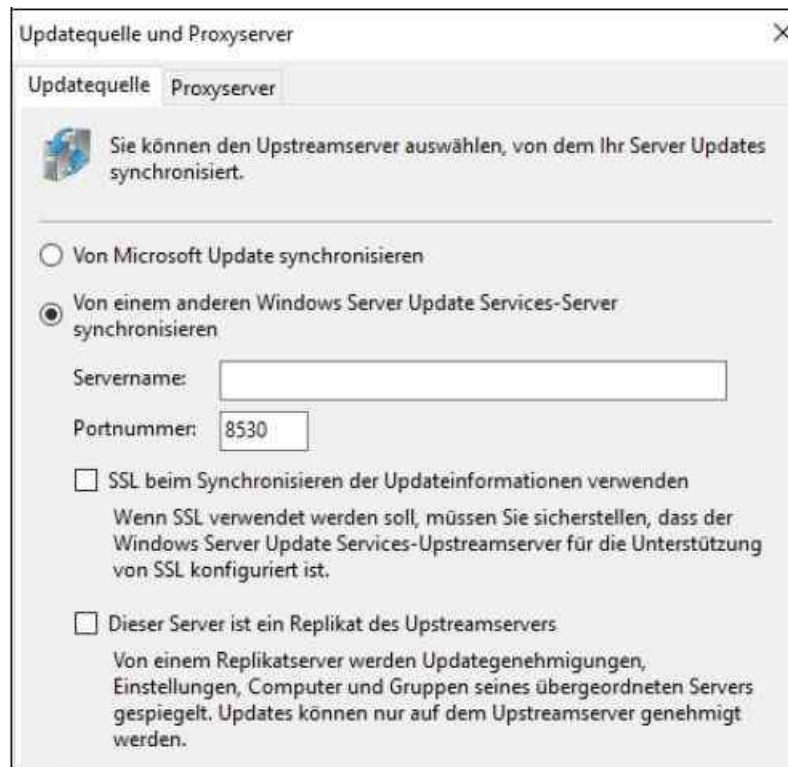 Updatequelle und Proxyserver
Updatequelle
Proxyserver
Sie können den Upstreamserver auswählen, von dem Ihr Server Updates
synchronisiert.
Von Microsoft Update synchronisieren
Von einem anderen Windows Server Update Services-Server
synchronisieren
Servername:
Portnummer: 8530
SSL beim Synchronisieren der Updateinformationen verwenden
Wenn SSL verwendet werden soll, müssen Sie sicherstellen, dass der
Windows Server Update Services-Upstreamserver für die Unterstützung
von SSL konfiguriert ist.
Dieser Server ist ein Replikat des Upstreamservers
Von einem Replikatserver werden Updategenehmigungen,
Einstellungen, Computer und Gruppen seines übergeordneten Servers
gespiegelt. Updates können nur auf dem Upstreamserver genehmigt
werden.